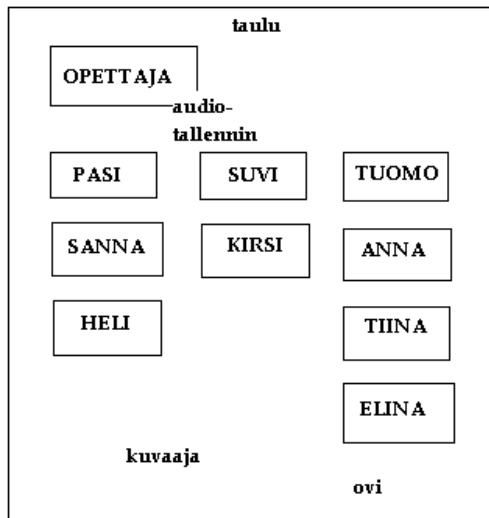 taulu
OPETTAJA
audio-
tallennin
PASI SUVI TUOMO
SANNA KIRSI ANNA
HELI TIINA
ELINA
kuvaaja
ovi